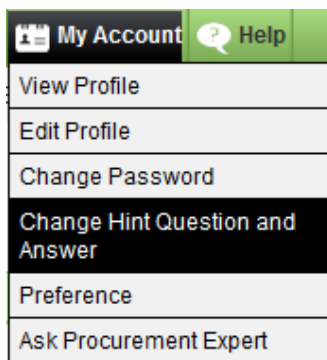 My Account Help
View Profile
Edit Profile
Change Password
Change Hint Question and
Answer
Preference
Ask Procurement Expert